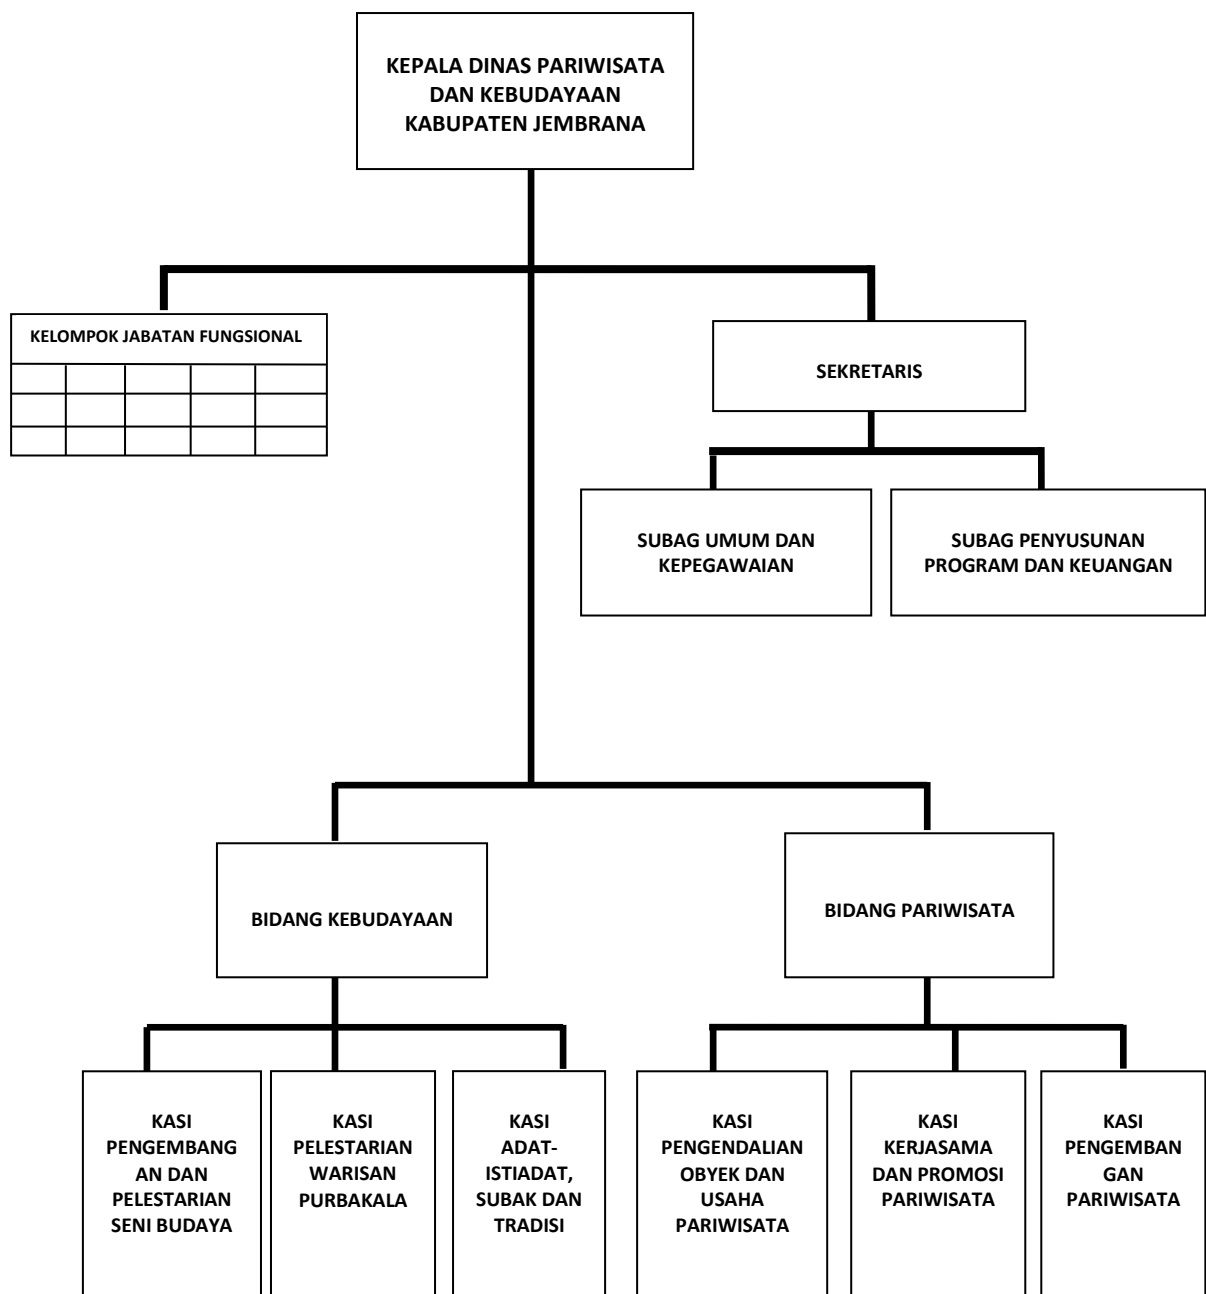 KEPALA DINAS PARIWISATA
DAN KEBUDAYAAN
KABUPATEN JEMBRANA
KELOMPOK JABATAN FUNGSIONAL
SEKRETARIS
SUBAG UMUM DAN
KEPEGAWAIAN
SUBAG PENYUSUNAN
PROGRAM DAN KEUANGAN
BIDANG KEBUDAYAAN
BIDANG PARIWISATA
KASI
PENGEMBANG
AN DAN
PELESTARIAN
SENI BUDAYA
KASI
PELESTARIAN
WARISAN
PURBAKALA
KASI
ADAT-
ISTIADAT,
SUBAK DAN
TRADISI
KASI
PENGENDALIAN
OBYEK DAN
USAHA
PARIWISATA
KASI
KERJASAMA
DAN PROMOSI
PARIWISATA
KASI
PENGEMBAN
GAN
PARIWISATA